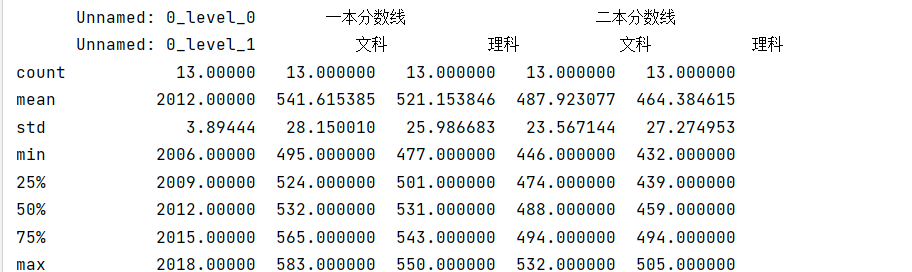 Unnamed: 0_level_0 一本分数线 二本分数线
Unnamed: 0_level_1 文科 理科 文科 理科
count 13.00000 13.000000 13.000000 13.000000 13.000000
mean 2012.00000 541.615385 521.153846 487.923077 464.384615
std 3.89444 28.150010 25.986683 23.567144 27.274953
min 2006.00000 495.000000 477.000000 446.000000 432.000000
25% 2009.00000 524.000000 501.000000 474.000000 439.000000
50% 2012.00000 532.000000 531.000000 488.000000 459.000000
75% 2015.00000 565.000000 543.000000 494.000000 494.000000
max 2018.00000 583.000000 550.000000 532.000000 505.000000